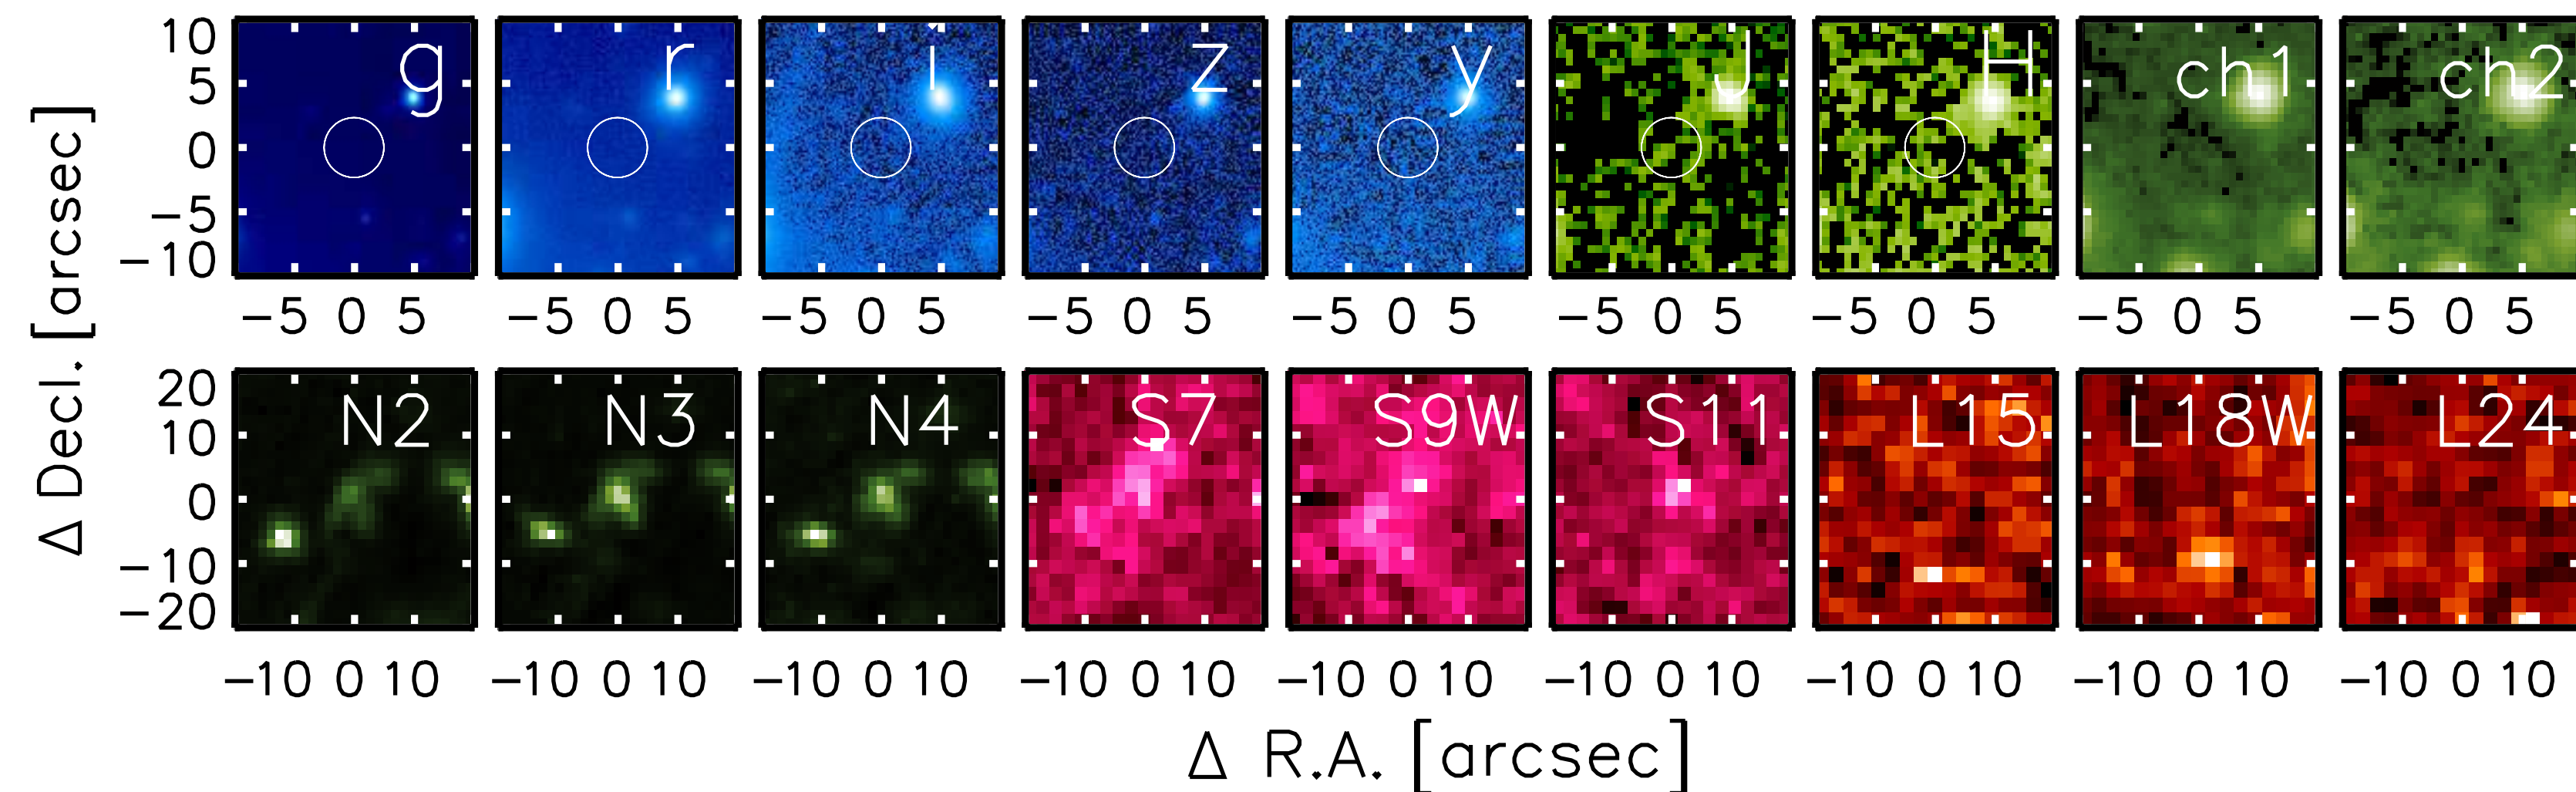 g r i z y J H ch1 ch2
10
5
0
−5
−10
−5 0 5 −5 0 5 −5 0 5 −5 0 5 −5 0 5 −5 0 5 −5 0 5 −5 0 5 −5 0 5
Δ Decl. [arcsec]
N2 N3 N4 S7 S9W S11 L15 L18W L24
20
10
0
−10
−20
−10 0 10 −10 0 10 −10 0 10 −10 0 10 −10 0 10 −10 0 10 −10 0 10 −10 0 10 −10 0 10
Δ R.A. [arcsec]